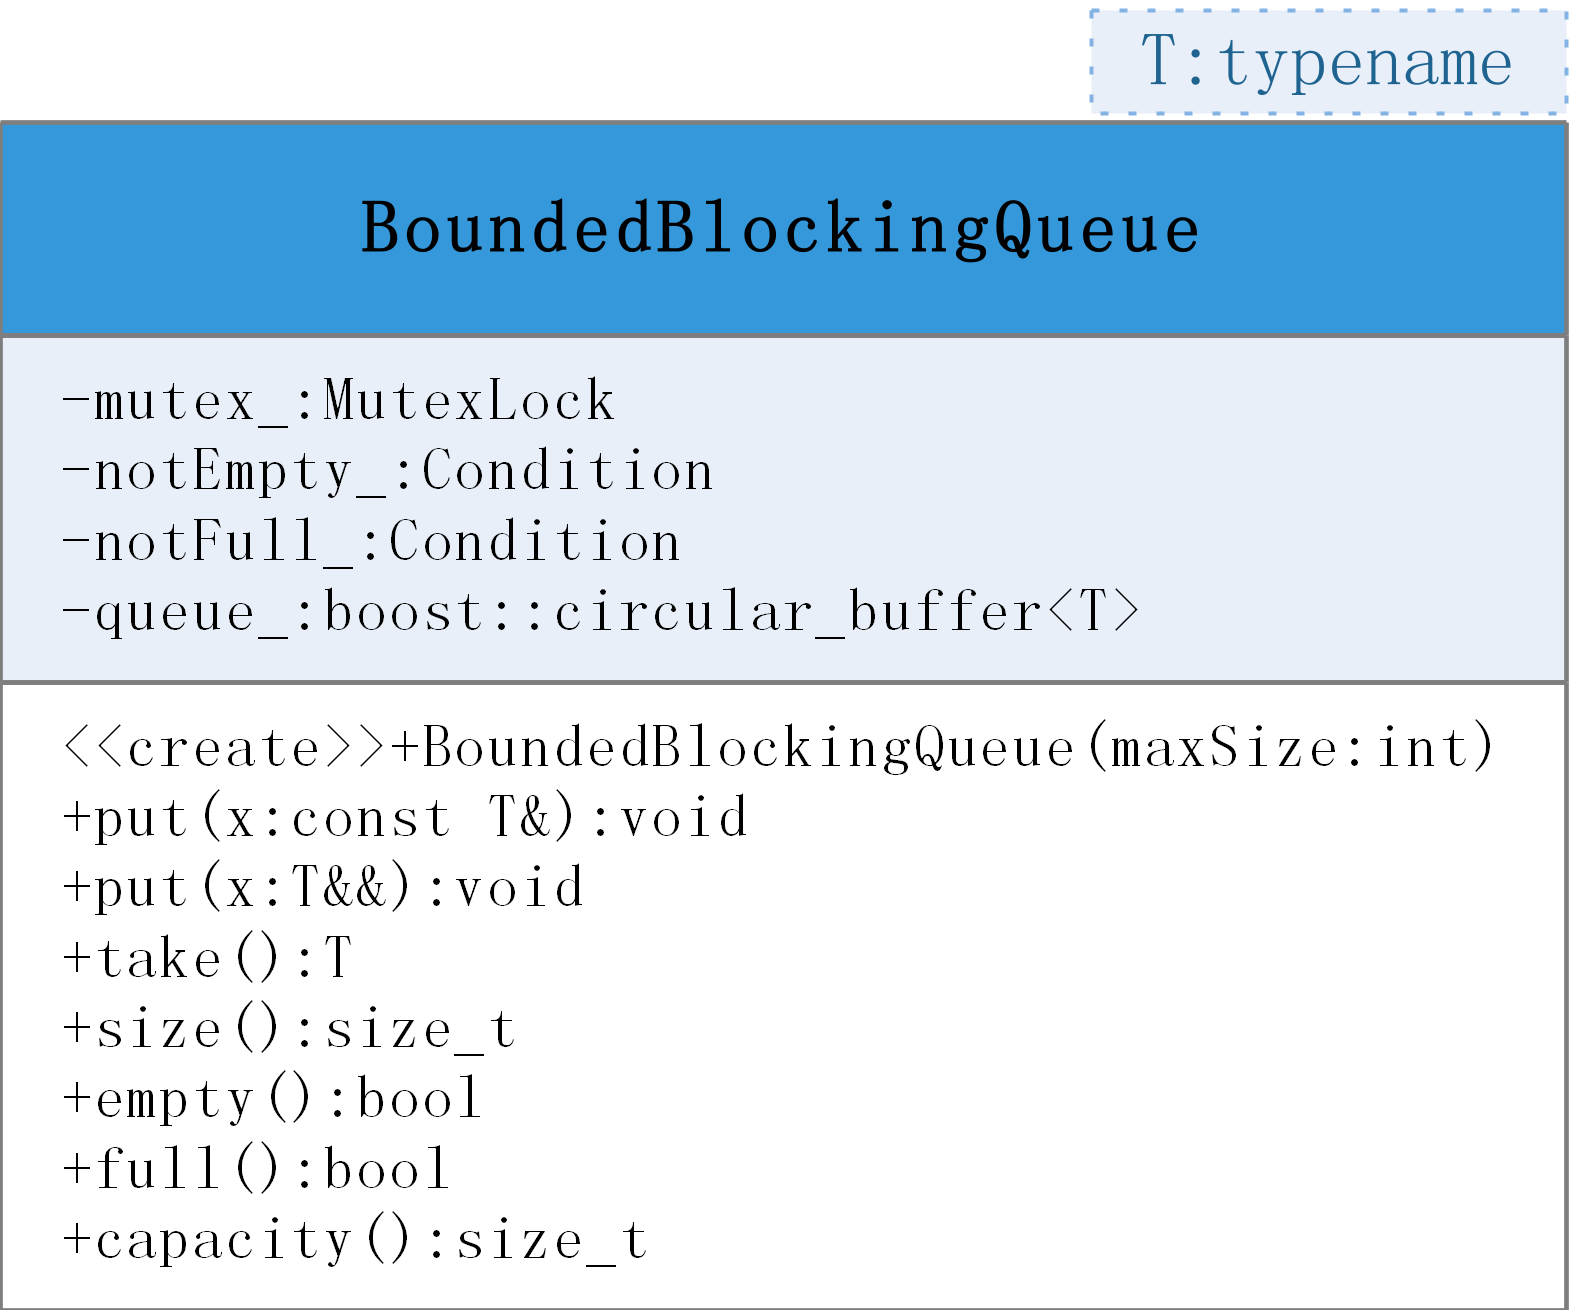 T:typename
BoundedBlockingQueue
-mutex_:MutexLock
-notEmpty_:Condition
-notFull_:Condition
-queue_:boost::circular_buffer<T>
<<create>>+BoundedBlockingQueue(maxSize:int)
+put(x:const T&):void
+put(x:T&&):void
+take():T
+size():size_t
+empty():bool
+full():bool
+capacity():size_t